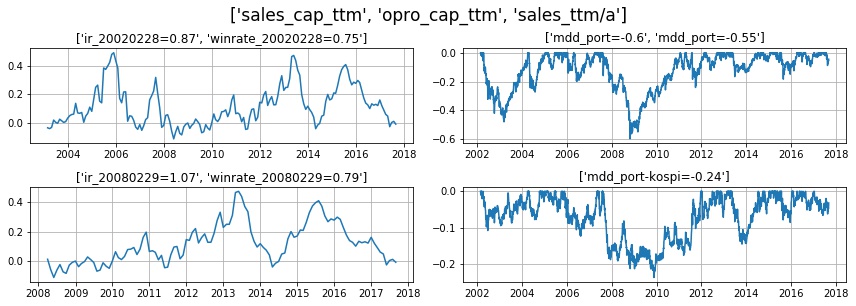 ['sales_cap_ttm', 'opro_cap_ttm', 'sales_ttm/a']
['ir_20020228=0.87', 'winrate_20020228=0.75']
0.4
0.2
0.0
2004 2006 2008 2010 2012 2014 2016 2018
['mdd_port=-0.6', 'mdd_port=-0.55']
0.0
−0.2
−0.4
−0.6
2002 2004 2006 2008 2010 2012 2014 2016 2018
['ir_20080229=1.07', 'winrate_20080229=0.79']
0.4
0.2
0.0
2008 2009 2010 2011 2012 2013 2014 2015 2016 2017 2018
['mdd_port-kospi=-0.24']
0.0
−0.1
−0.2
2002 2004 2006 2008 2010 2012 2014 2016 2018